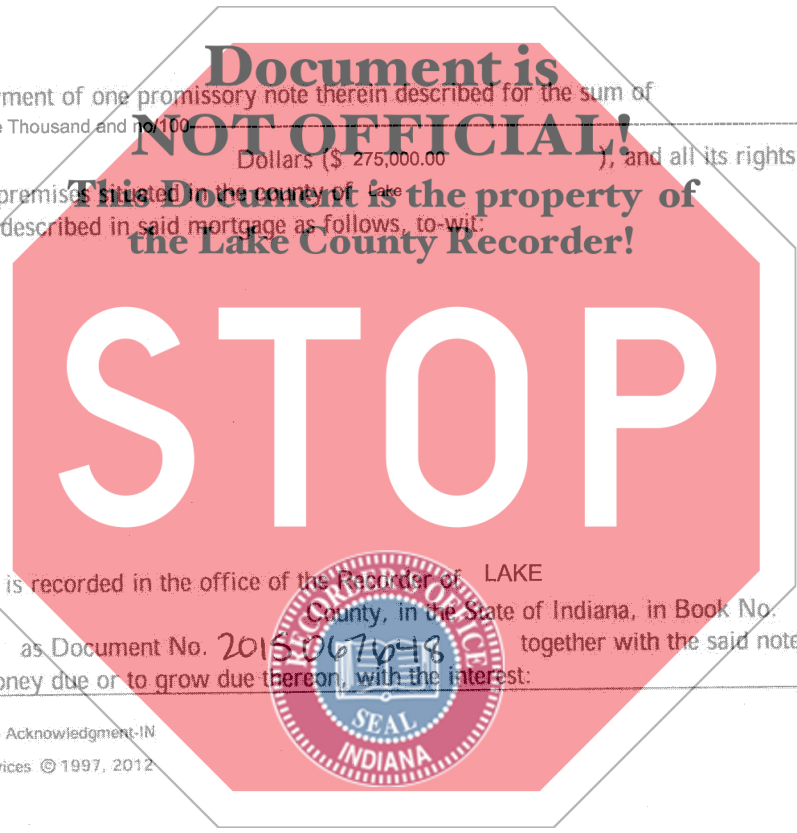 Document is
ment of one promissory note therein described for the sum of
Thousand and no/100
NOT OFFICIAL!
Dollars ($ 275,000.00 ), and all its rights
This Document is the property of
premises situated in the county of Lake
described in said mortgage as follows, to-wit:
the Lake County Recorder!
STOP
is recorded in the office of the Recorder of LAKE
County, in the State of Indiana, in Book No.
as Document No. 2015 067648 together with the said note
oney due or to grow due thereon, with the interest:
RECORDER'S OFFICE
SEAL
INDIANA
Acknowledgment-IN
ices © 1997, 2012